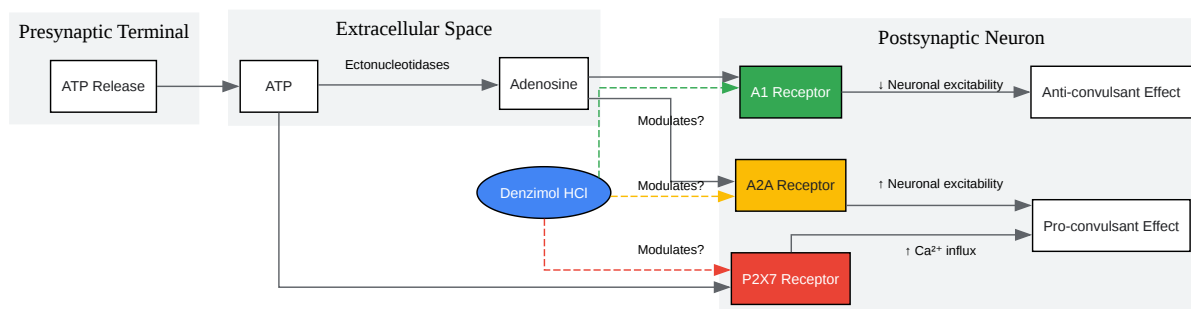 Presynaptic Terminal
Extracellular Space
Postsynaptic Neuron
ATP Release
ATP
Ectonucleotidases
Adenosine
A1 Receptor
↓ Neuronal excitability
Anti-convulsant Effect
Modulates?
Denzimol HCl
Modulates?
A2A Receptor
↑ Neuronal excitability
Pro-convulsant Effect
Modulates?
P2X7 Receptor
↑ Ca²⁺ influx